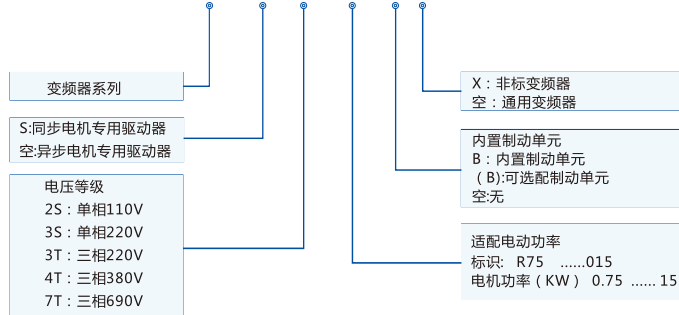 变频器系列
S:同步电机专用驱动器
空:异步电机专用驱动器
电压等级
2S：单相110V
3S：单相220V
3T：三相220V
4T：三相380V
7T：三相690V
X：非标变频器
空：通用变频器
内置制动单元
B：内置制动单元
（B):可选配制动单元
空:无
适配电动功率
标识: R75 ......015
电机功率（KW） 0.75 ...... 15